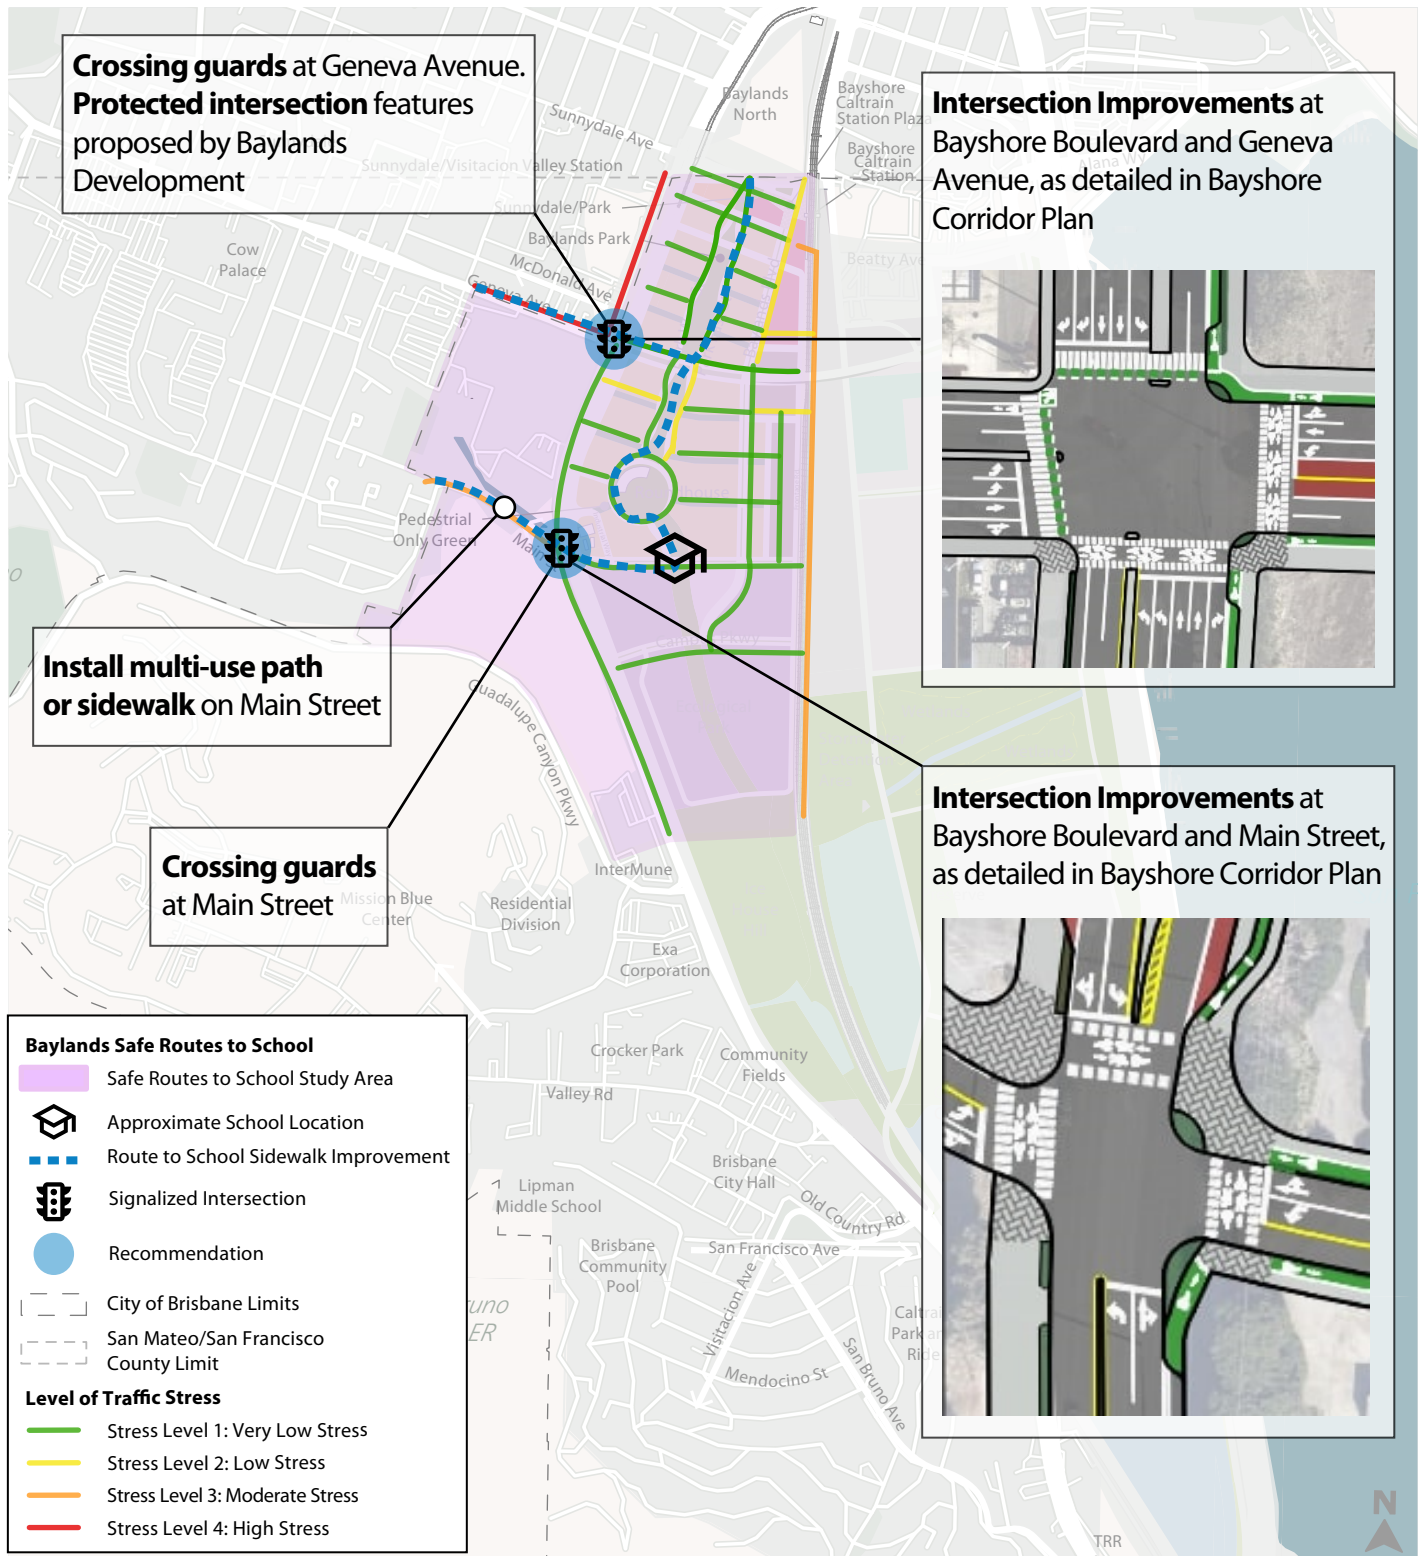 Crossing guards at Geneva Avenue.
Protected intersection features
proposed by Baylands
Development
Intersection Improvements at
Bayshore Boulevard and Geneva
Avenue, as detailed in Bayshore
Corridor Plan
Baylands
North
Bayshore
Caltrain
Station Plaza
Bayshore
Caltrain
Station
Alana Wy
Sunnydale Ave
Sunnydale/Visitacion Valley Station
Sunnydale/Park
Baylands Park
Beatty Ave
Cow
Palace
McDonald Ave
Geneva Ave
Pedestrial
Only Green
Main
Install multi-use path
or sidewalk on Main Street
Guadalupe Canyon Pkwy
Crossing guards
at Main Street
Intersection Improvements at
Bayshore Boulevard and Main Street,
as detailed in Bayshore Corridor Plan
InterMune
Mission Blue
Center
Residential
Division
Exa
Corporation
Crocker Park
Community
Fields
Valley Rd
Brisbane
City Hall
Lipman
Middle School
Old Country Rd
San Francisco Ave
Brisbane
Community
Pool
Visitacion Ave
Mendocino St
San Bruno Ave
TRR
N
Baylands Safe Routes to School
Safe Routes to School Study Area
Approximate School Location
Route to School Sidewalk Improvement
Signalized Intersection
Recommendation
City of Brisbane Limits
San Mateo/San Francisco
County Limit
Level of Traffic Stress
Stress Level 1: Very Low Stress
Stress Level 2: Low Stress
Stress Level 3: Moderate Stress
Stress Level 4: High Stress